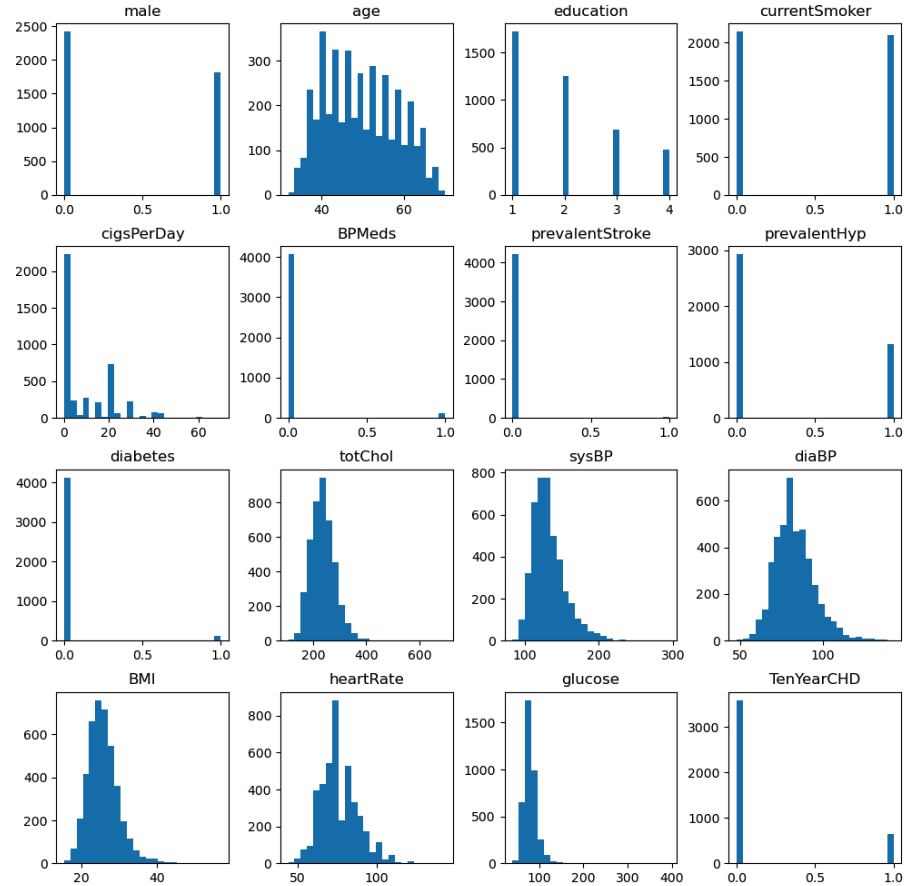 male
2500
2000
1500
1000
500
0
0.0 0.5 1.0
age
300
200
100
0
40 60
education
1500
1000
500
0
1 2 3 4
currentSmoker
2000
1500
1000
500
0
0.0 0.5 1.0
cigsPerDay
2000
1500
1000
500
0
0 20 40 60
BPMeds
4000
3000
2000
1000
0
0.0 0.5 1.0
prevalentStroke
4000
3000
2000
1000
0
0.0 0.5 1.0
prevalentHyp
3000
2000
1000
0
0.0 0.5 1.0
diabetes
4000
3000
2000
1000
0
0.0 0.5 1.0
totChol
800
600
400
200
0
200 400 600
sysBP
800
600
400
200
0
100 200 300
diaBP
600
400
200
0
50 100
BMI
600
400
200
0
20 40
heartRate
800
600
400
200
0
50 100
glucose
1500
1000
500
0
100 200 300 400
TenYearCHD
3000
2000
1000
0
0.0 0.5 1.0